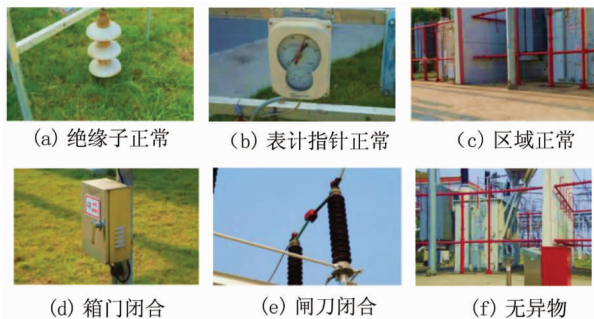 (a) 绝缘子正常
(b) 表计指针正常
(c) 区域正常
(d) 箱门闭合
(e) 闸刀闭合
(f) 无异物